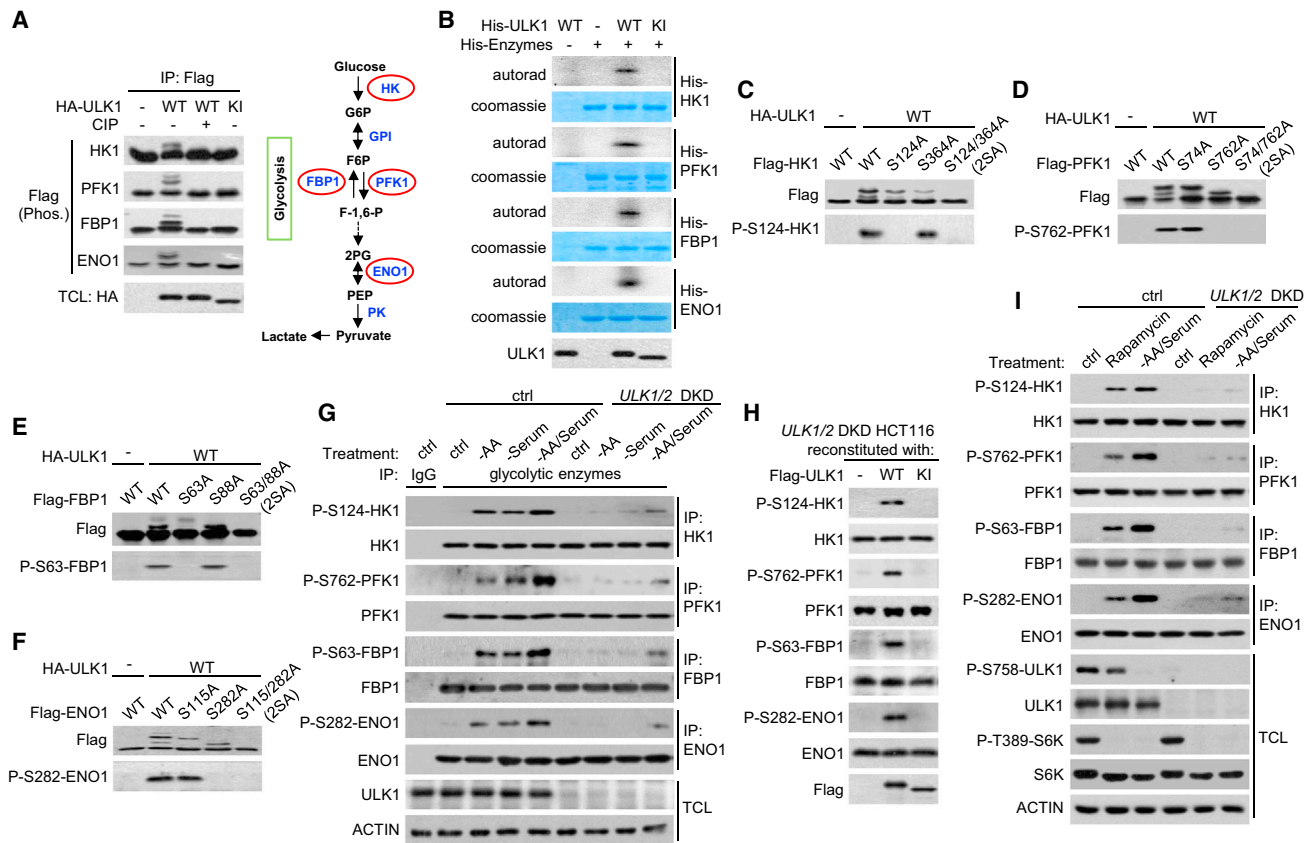 A
IP: Flag
HA-ULK1 - WT WT KI
CIP - - + -
Flag (Phos.)
HK1
PFK1
FBP1
ENO1
TCL: HA
Glycolysis
Glucose
HK
G6P
GPI
F6P
FBP1 PFK1
F-1,6-P
2PG
ENO1
PEP
PK
Lactate Pyruvate
B
His-ULK1 WT - WT KI
His-Enzymes - + + +
autorad
coomassie
His-HK1
autorad
coomassie
His-PFK1
autorad
coomassie
His-FBP1
autorad
coomassie
His-ENO1
ULK1
C
HA-ULK1 - WT
Flag-HK1 WT WT S124A S364A S124/364A (2SA)
Flag
P-S124-HK1
D
HA-ULK1 - WT
Flag-PFK1 WT WT S74A S762A S74/762A (2SA)
Flag
P-S762-PFK1
E
HA-ULK1 - WT
Flag-FBP1 WT WT S63A S88A S63/88A (2SA)
Flag
P-S63-FBP1
F
HA-ULK1 - WT
Flag-ENO1 WT WT S115A S282A S115/282A (2SA)
Flag
P-S282-ENO1
G
ctrl ULK1/2 DKD
Treatment: ctrl ctrl -AA -Serum -AA/Serum ctrl -AA -Serum -AA/Serum
IP: IgG glycolytic enzymes
P-S124-HK1
HK1
IP: HK1
P-S762-PFK1
PFK1
IP: PFK1
P-S63-FBP1
FBP1
IP: FBP1
P-S282-ENO1
ENO1
IP: ENO1
ULK1
ACTIN
TCL
H
ULK1/2 DKD HCT116
reconstituted with:
Flag-ULK1 - WT KI
P-S124-HK1
HK1
P-S762-PFK1
PFK1
P-S63-FBP1
FBP1
P-S282-ENO1
ENO1
Flag
I
ctrl ULK1/2 DKD
Treatment: ctrl Rapamycin -AA/Serum ctrl Rapamycin -AA/Serum
P-S124-HK1
HK1
IP: HK1
P-S762-PFK1
PFK1
IP: PFK1
P-S63-FBP1
FBP1
IP: FBP1
P-S282-ENO1
ENO1
IP: ENO1
P-S758-ULK1
ULK1
P-T389-S6K
S6K
ACTIN
TCL